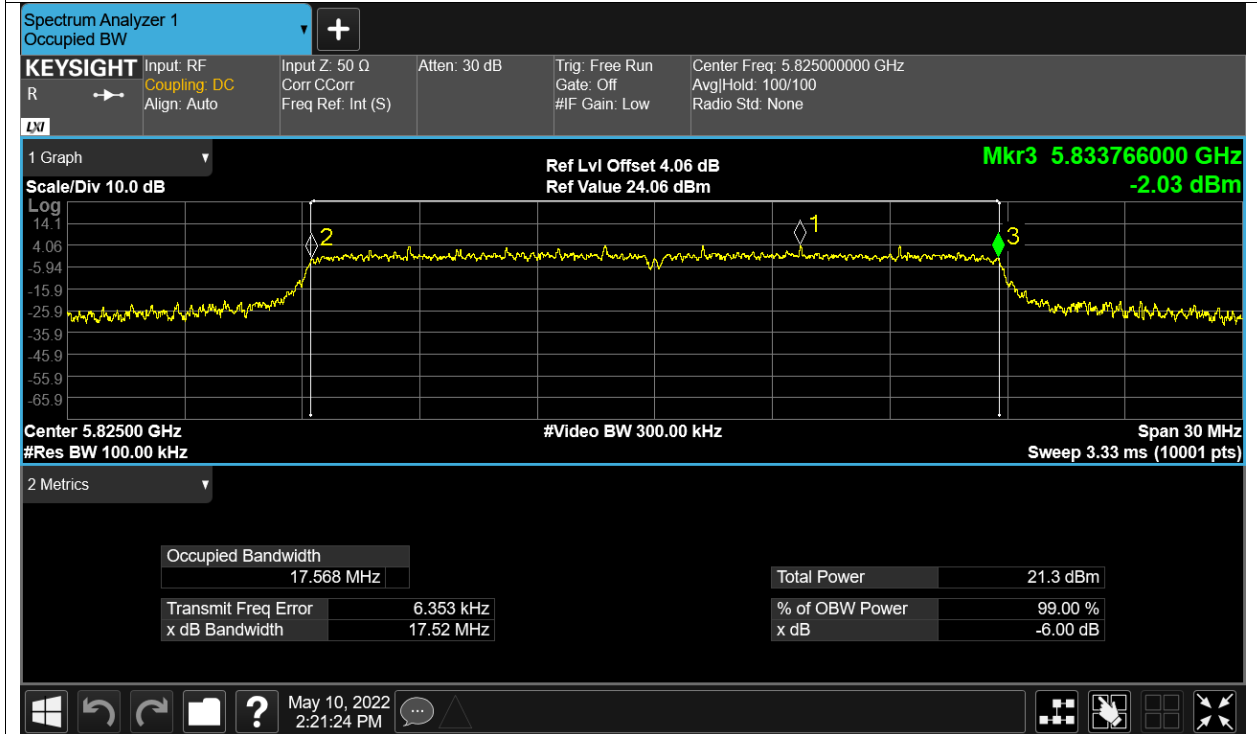 Spectrum Analyzer 1
Occupied BW
+
KEYSIGHT
R
LXI
Input: RF
Coupling: DC
Align: Auto
Input Z: 50 Ω
Corr CCorr
Freq Ref: Int (S)
Atten: 30 dB
Trig: Free Run
Gate: Off
#IF Gain: Low
Center Freq: 5.825000000 GHz
Avg|Hold: 100/100
Radio Std: None
1 Graph
Scale/Div 10.0 dB
Ref Lvl Offset 4.06 dB
Ref Value 24.06 dBm
Mkr3 5.833766000 GHz
-2.03 dBm
Log
14.1
4.06
-5.94
-15.9
-25.9
-35.9
-45.9
-55.9
-65.9
2
1
3
Center 5.82500 GHz
#Res BW 100.00 kHz
#Video BW 300.00 kHz
Span 30 MHz
Sweep 3.33 ms (10001 pts)
2 Metrics
Occupied Bandwidth
17.568 MHz
Transmit Freq Error 6.353 kHz
x dB Bandwidth 17.52 MHz
Total Power 21.3 dBm
% of OBW Power 99.00 %
x dB -6.00 dB
?
May 10, 2022
2:21:24 PM